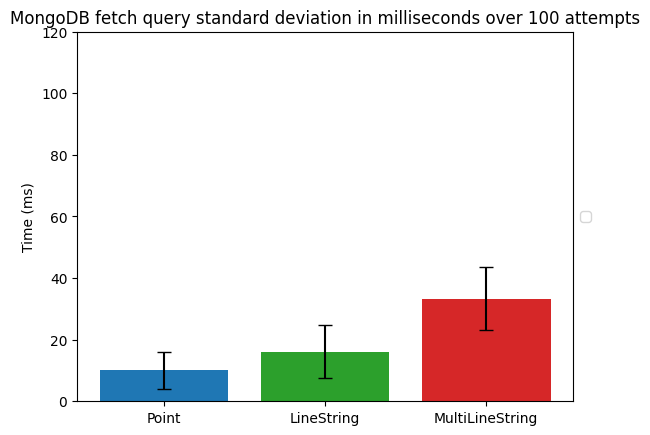 MongoDB fetch query standard deviation in milliseconds over 100 attempts
120
100
80
60
40
20
0
Time (ms)
Point LineString MultiLineString